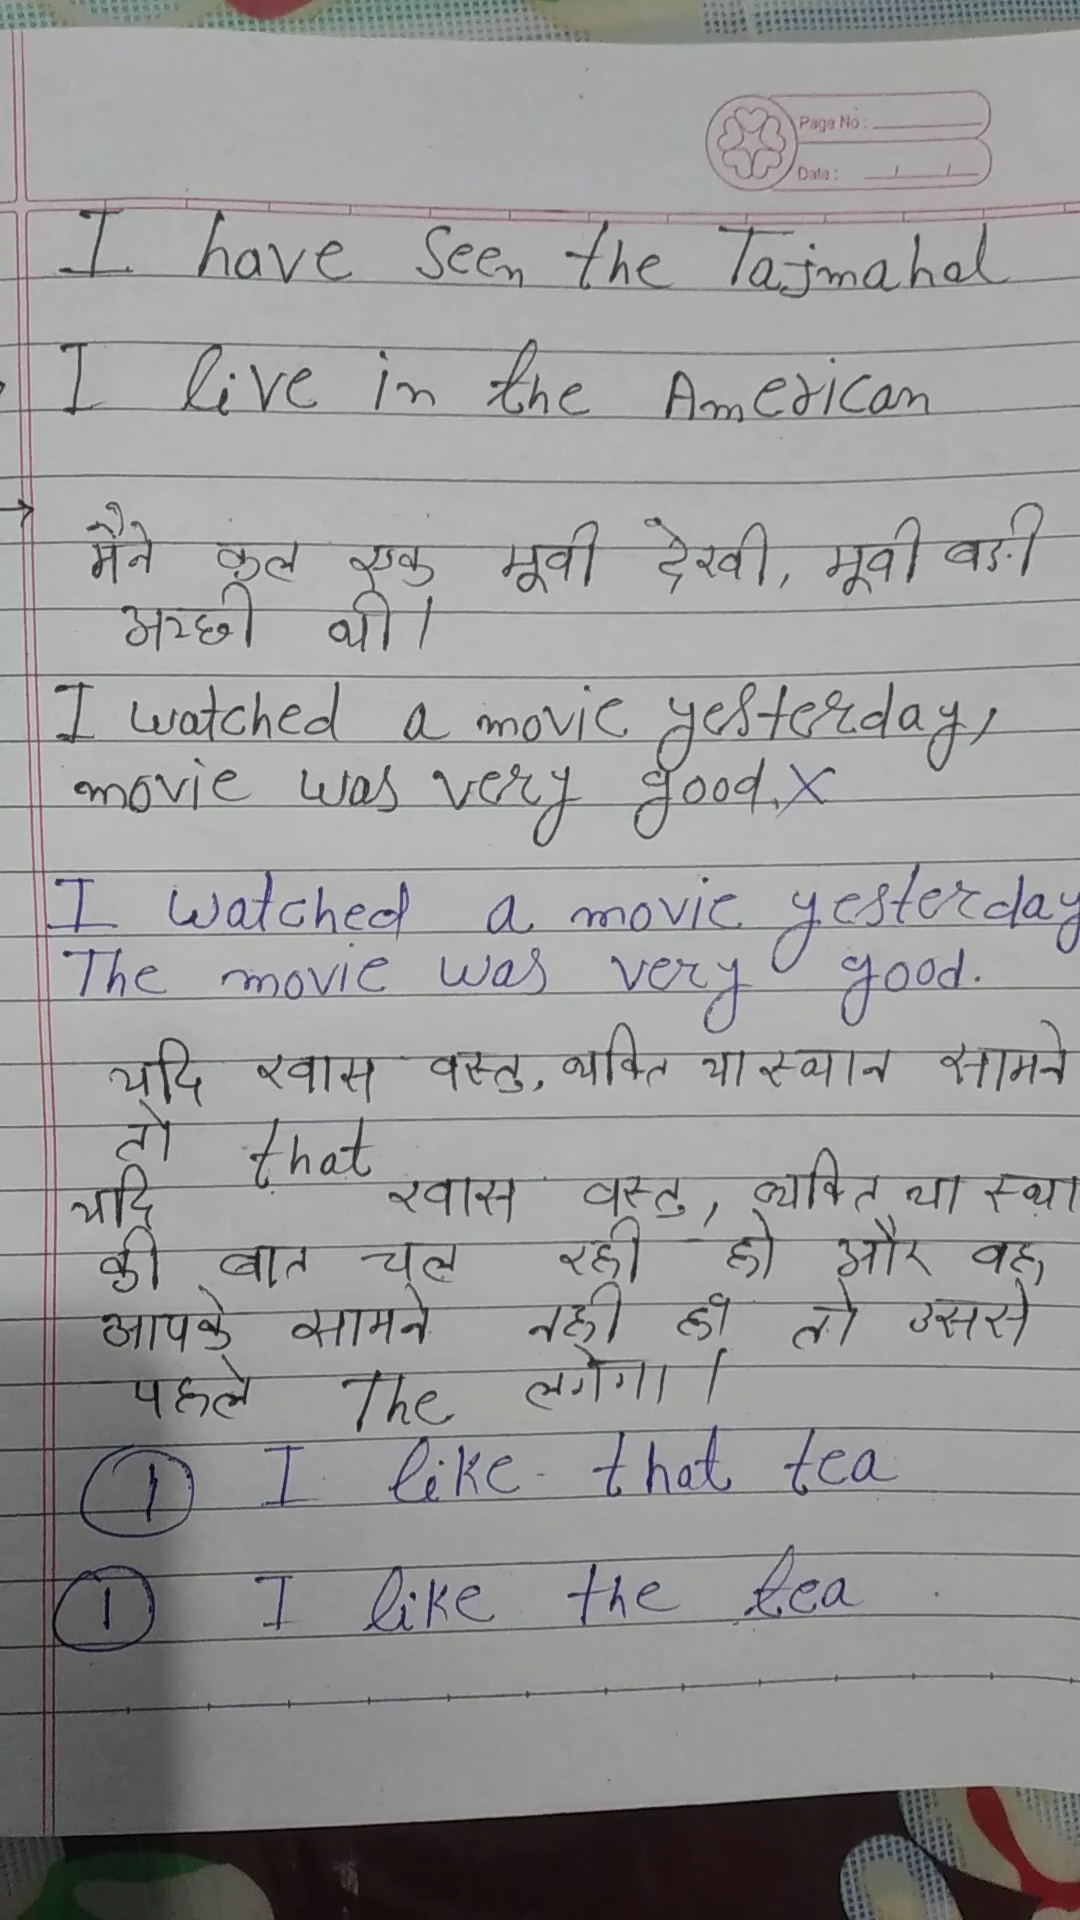 Page No :
Date : / /
I have seen the Tajmahal
I live in the American
मैंने कल एक मूवी देखी, मूवी बड़ी
अच्छी थी।
I watched a movie yesterday,
movie was very good. X
I watched a movie yesterday
The movie was very good.
यदि खास वस्तु, व्यक्ति या स्थान सामने
तो that
यदि खास वस्तु, व्यक्ति या स्था
की बात चल रही हो और वह
आपके सामने नही हो तो उससे
पहले The लगेगा।
1 I like that tea
1 I like the tea